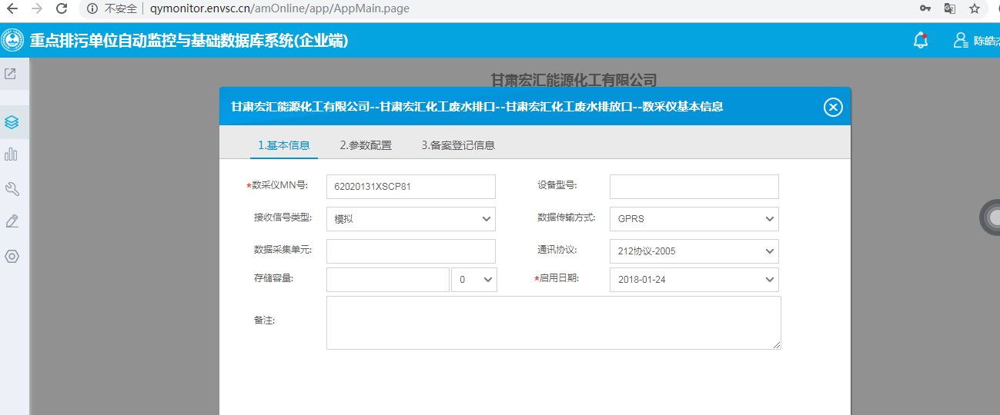 不安全 | qymonitor.envsc.cn/amOnline/app/AppMain.page
重点排污单位自动监控与基础数据库系统(企业端)
甘肃宏汇能源化工有限公司
甘肃宏汇能源化工有限公司--甘肃宏汇化工废水排口--甘肃宏汇化工废水排放口--数采仪基本信息
1.基本信息 2.参数配置 3.备案登记信息
*数采仪MN号: 62020131XSCP81 设备型号:
接收信号类型: 模拟 数据传输方式: GPRS
数据采集单元: 通讯协议: 212协议-2005
存储容量: 0 *启用日期: 2018-01-24
备注: